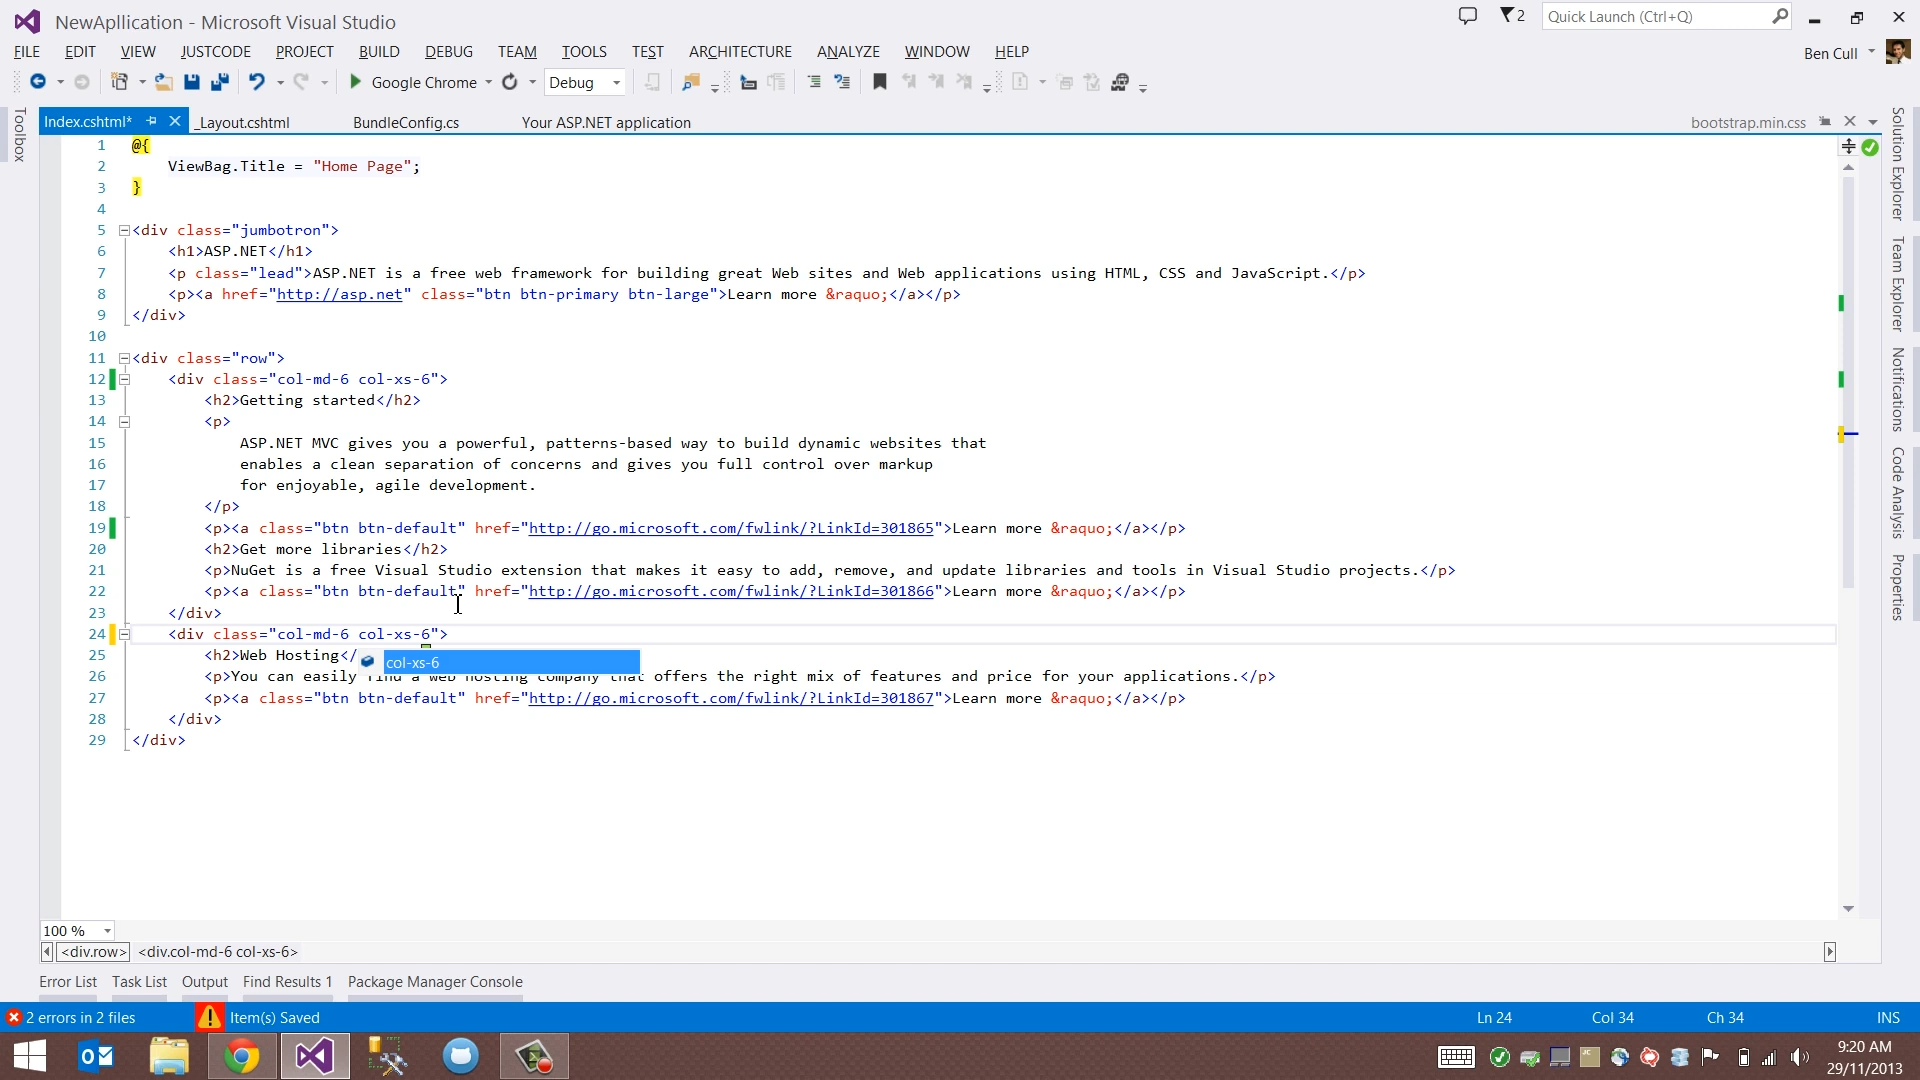 NewApllication - Microsoft Visual Studio
2
Quick Launch (Ctrl+Q)
FILE EDIT VIEW JUSTCODE PROJECT BUILD DEBUG TEAM TOOLS TEST ARCHITECTURE ANALYZE WINDOW HELP
Ben Cull
Google Chrome
Debug
Toolbox
Index.cshtml*
_Layout.cshtml
BundleConfig.cs
Your ASP.NET application
bootstrap.min.css
1 @{
2 ViewBag.Title = "Home Page";
3 }
4
5 <div class="jumbotron">
6 <h1>ASP.NET</h1>
7 <p class="lead">ASP.NET is a free web framework for building great Web sites and Web applications using HTML, CSS and JavaScript.</p>
8 <p><a href="http://asp.net" class="btn btn-primary btn-large">Learn more &raquo;</a></p>
9 </div>
10
11 <div class="row">
12 <div class="col-md-6 col-xs-6">
13 <h2>Getting started</h2>
14 <p>
15 ASP.NET MVC gives you a powerful, patterns-based way to build dynamic websites that
16 enables a clean separation of concerns and gives you full control over markup
17 for enjoyable, agile development.
18 </p>
19 <p><a class="btn btn-default" href="http://go.microsoft.com/fwlink/?LinkId=301865">Learn more &raquo;</a></p>
20 <h2>Get more libraries</h2>
21 <p>NuGet is a free Visual Studio extension that makes it easy to add, remove, and update libraries and tools in Visual Studio projects.</p>
22 <p><a class="btn btn-default" href="http://go.microsoft.com/fwlink/?LinkId=301866">Learn more &raquo;</a></p>
23 </div>
24 <div class="col-md-6 col-xs-6">
25 <h2>Web Hosting</
col-xs-6
26 <p>You can easily find a web hosting company that offers the right mix of features and price for your applications.</p>
27 <p><a class="btn btn-default" href="http://go.microsoft.com/fwlink/?LinkId=301867">Learn more &raquo;</a></p>
28 </div>
29 </div>
Solution Explorer
Team Explorer
Notifications
Code Analysis
Properties
100 %
<div.row> <div.col-md-6 col-xs-6>
Error List Task List Output Find Results 1 Package Manager Console
2 errors in 2 files
Item(s) Saved
Ln 24
Col 34
Ch 34
INS
9:20 AM
29/11/2013